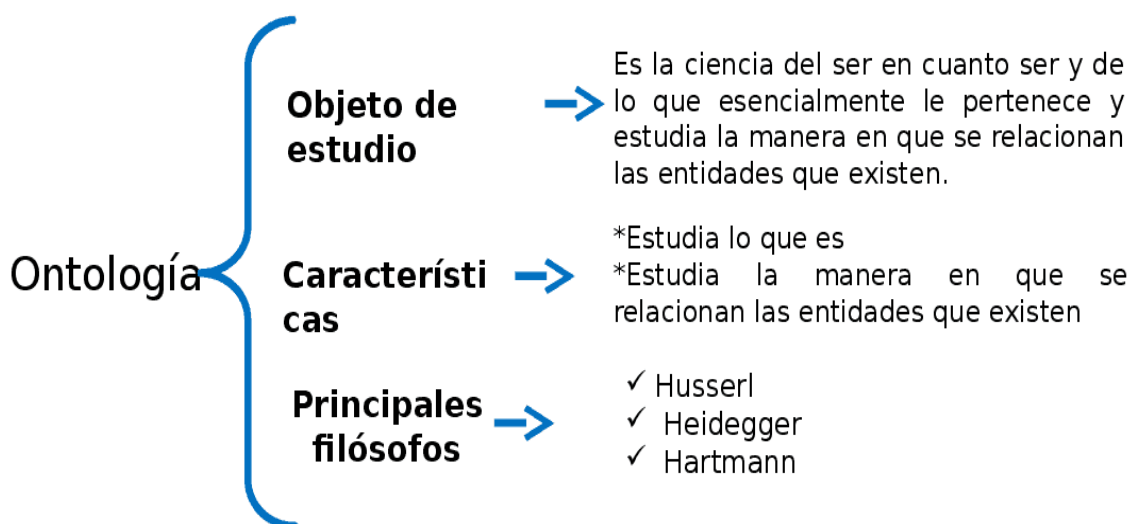 Ontología
Objeto de
estudio
Es la ciencia del ser en cuanto ser y de
lo que esencialmente le pertenece y
estudia la manera en que se relacionan
las entidades que existen.
Característi
cas
*Estudia lo que es
*Estudia la manera en que se
relacionan las entidades que existen
Principales
filósofos
✓ Husserl
✓ Heidegger
✓ Hartmann